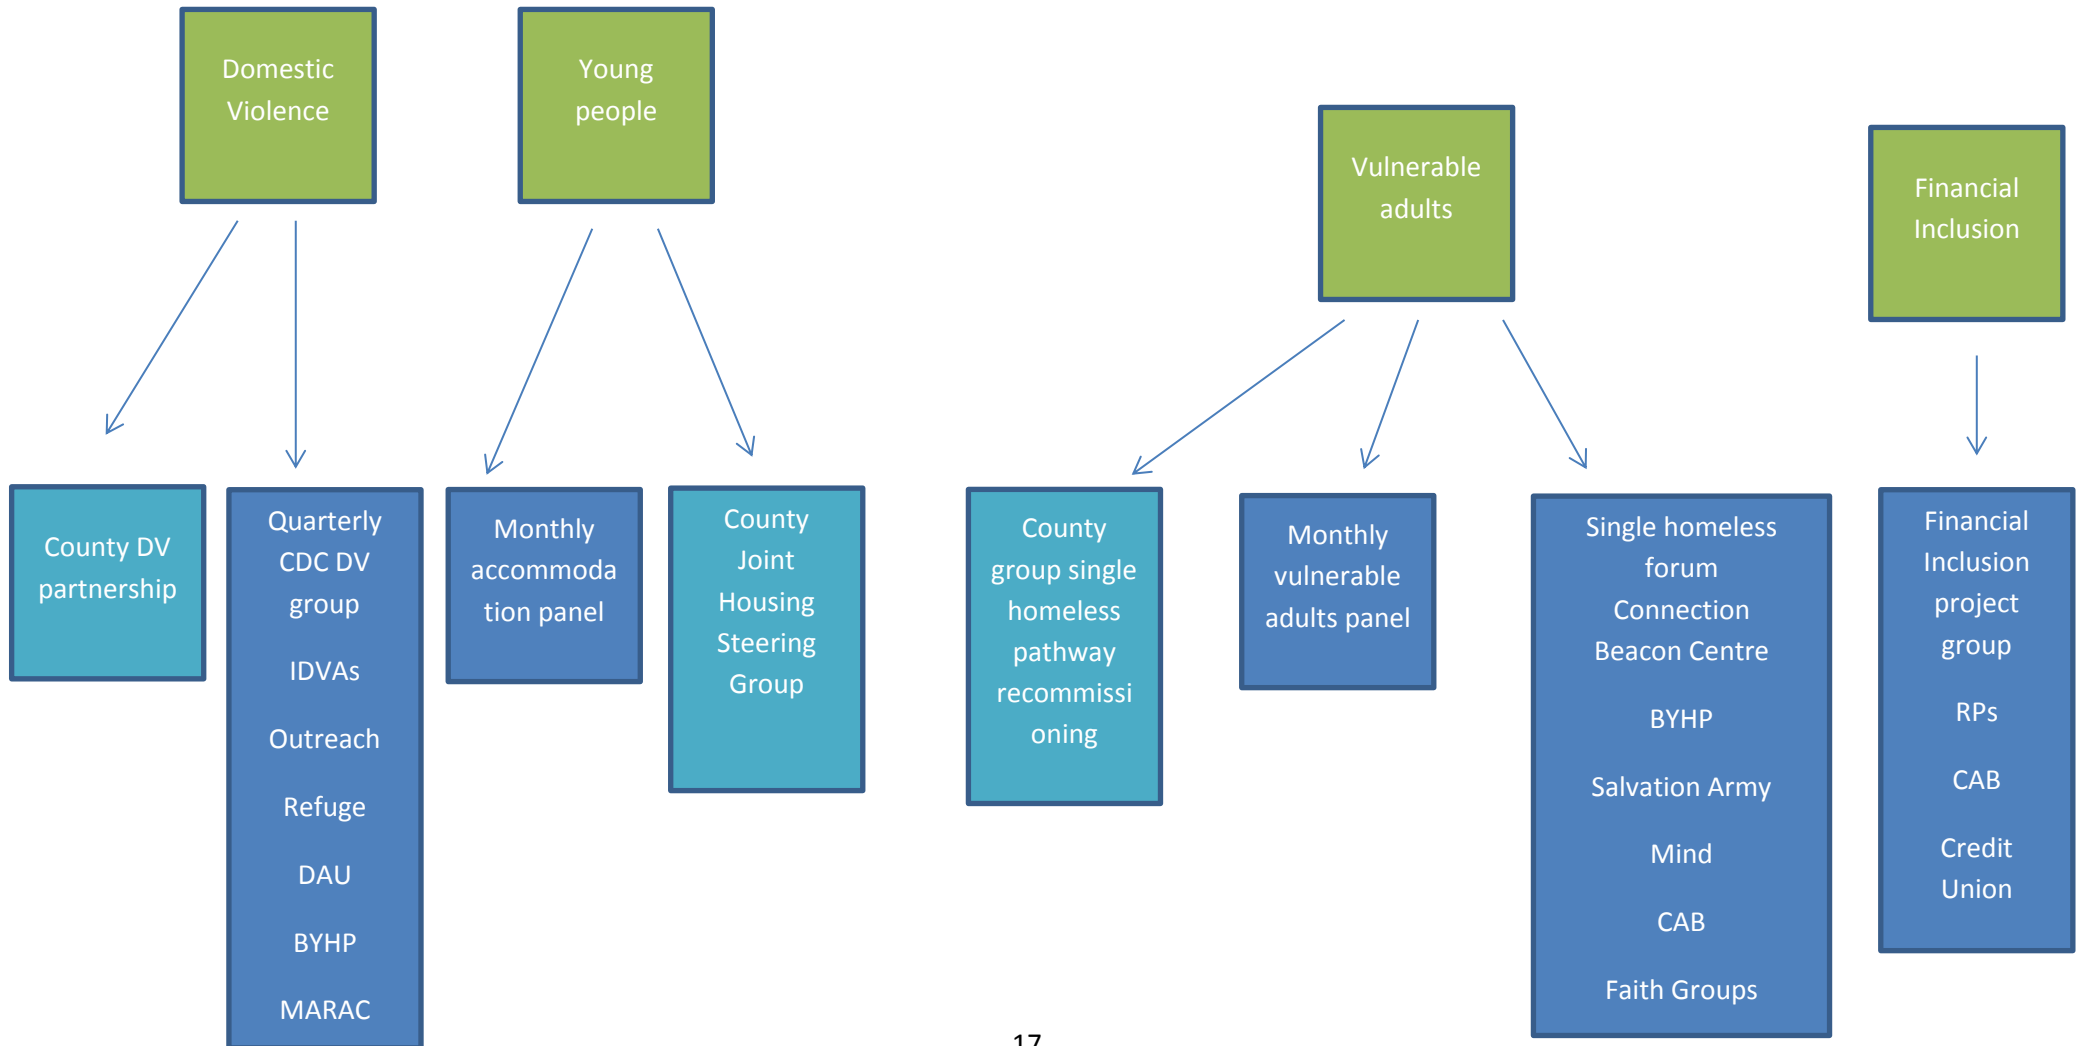 Domestic
Violence
Young
people
Vulnerable
adults
Financial
Inclusion
County DV
partnership
Quarterly
CDC DV
group
IDVAs
Outreach
Refuge
DAU
BYHP
MARAC
Monthly
accommoda
tion panel
County
Joint
Housing
Steering
Group
County
group single
homeless
pathway
recommissi
oning
Monthly
vulnerable
adults panel
Single homeless
forum
Connection
Beacon Centre
BYHP
Salvation Army
Mind
CAB
Faith Groups
Financial
Inclusion
project
group
RPs
CAB
Credit
Union
17